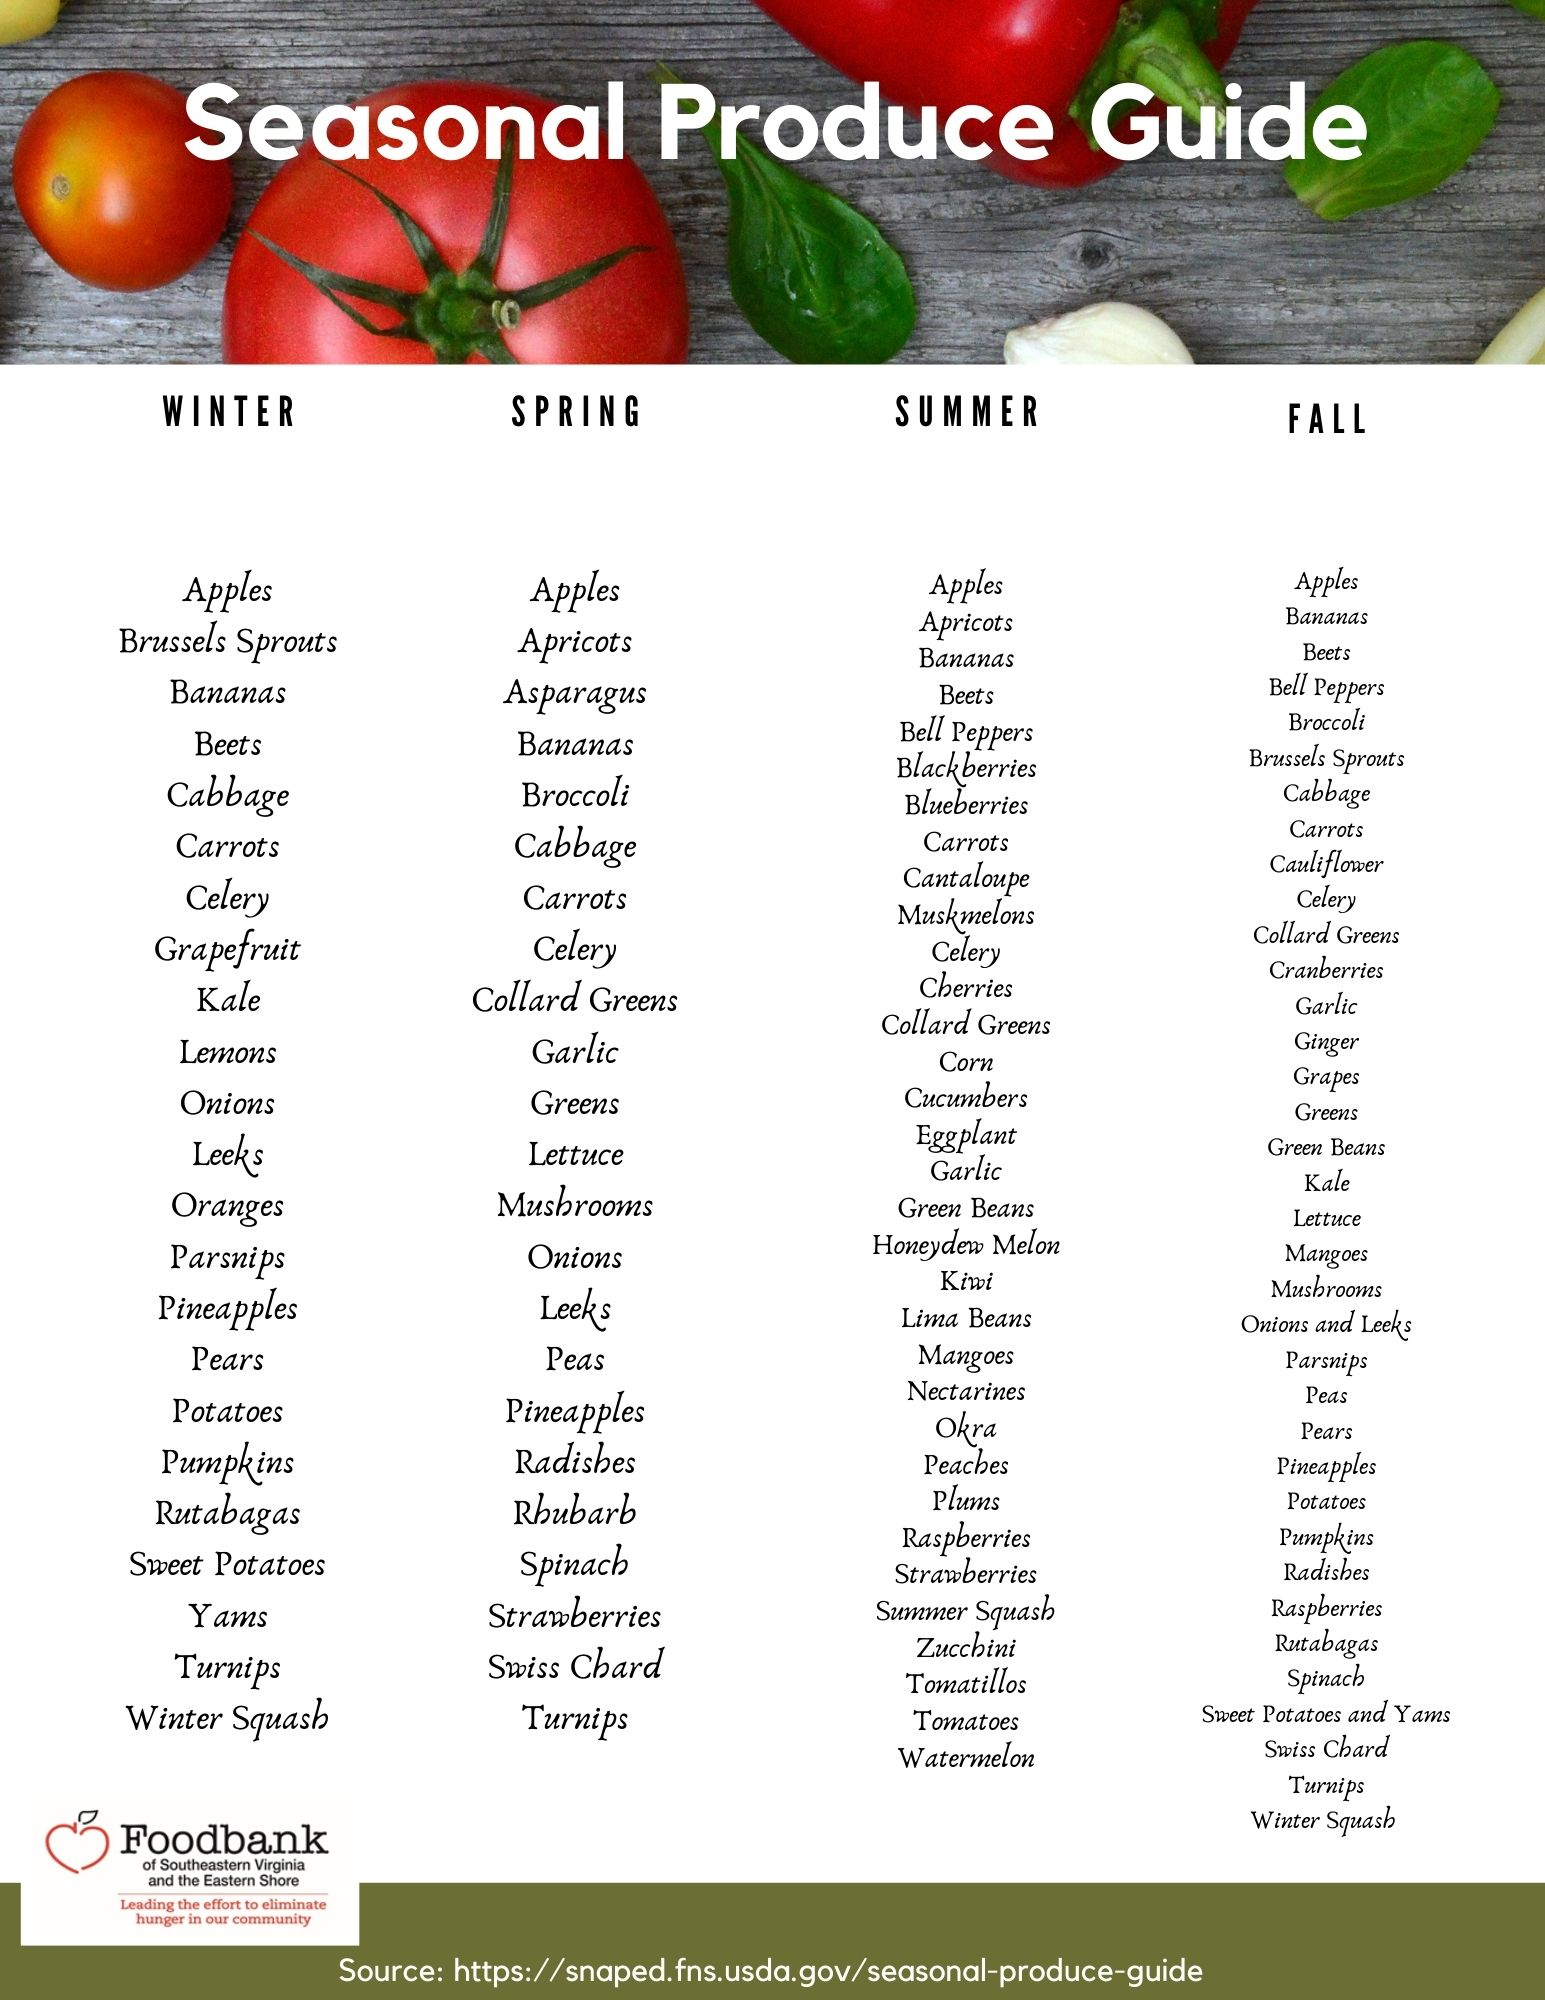 Seasonal Produce Guide
WINTER
Apples
Brussels Sprouts
Bananas
Beets
Cabbage
Carrots
Celery
Grapefruit
Kale
Lemons
Onions
Leeks
Oranges
Parsnips
Pineapples
Pears
Potatoes
Pumpkins
Rutabagas
Sweet Potatoes
Yams
Turnips
Winter Squash
SPRING
Apples
Apricots
Asparagus
Bananas
Broccoli
Cabbage
Carrots
Celery
Collard Greens
Garlic
Greens
Lettuce
Mushrooms
Onions
Leeks
Peas
Pineapples
Radishes
Rhubarb
Spinach
Strawberries
Swiss Chard
Turnips
SUMMER
Apples
Apricots
Bananas
Beets
Bell Peppers
Blackberries
Blueberries
Carrots
Cantaloupe
Muskmelons
Celery
Cherries
Collard Greens
Corn
Cucumbers
Eggplant
Garlic
Green Beans
Honeydew Melon
Kiwi
Lima Beans
Mangoes
Nectarines
Okra
Peaches
Plums
Raspberries
Strawberries
Summer Squash
Zucchini
Tomatillos
Tomatoes
Watermelon
FALL
Apples
Bananas
Beets
Bell Peppers
Broccoli
Brussels Sprouts
Cabbage
Carrots
Cauliflower
Celery
Collard Greens
Cranberries
Garlic
Ginger
Grapes
Greens
Green Beans
Kale
Lettuce
Mangoes
Mushrooms
Onions and Leeks
Parsnips
Peas
Pears
Pineapples
Potatoes
Pumpkins
Radishes
Raspberries
Rutabagas
Spinach
Sweet Potatoes and Yams
Swiss Chard
Turnips
Winter Squash
Foodbank
of Southeastern Virginia
and the Eastern Shore
Leading the effort to eliminate
hunger in our community
Source: https://snaped.fns.usda.gov/seasonal-produce-guide